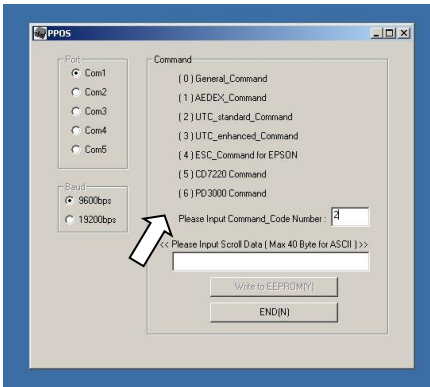 PPOS
Port
Com1
Com2
Com3
Com4
Com5
Baud
9600bps
19200bps
Command
( 0 ) General_Command
( 1 ) AEDEX_Command
( 2 ) UTC_standard_Command
( 3 ) UTC_enhanced_Command
( 4 ) ESC_Command for EPSON
( 5 ) CD7220 Command
( 6 ) PD3000 Command
Please Input Command_Code Number : 2
<< Please Input Scroll Data ( Max 40 Byte for ASCII ) >>
Write to EEPROM(Y)
END(N)